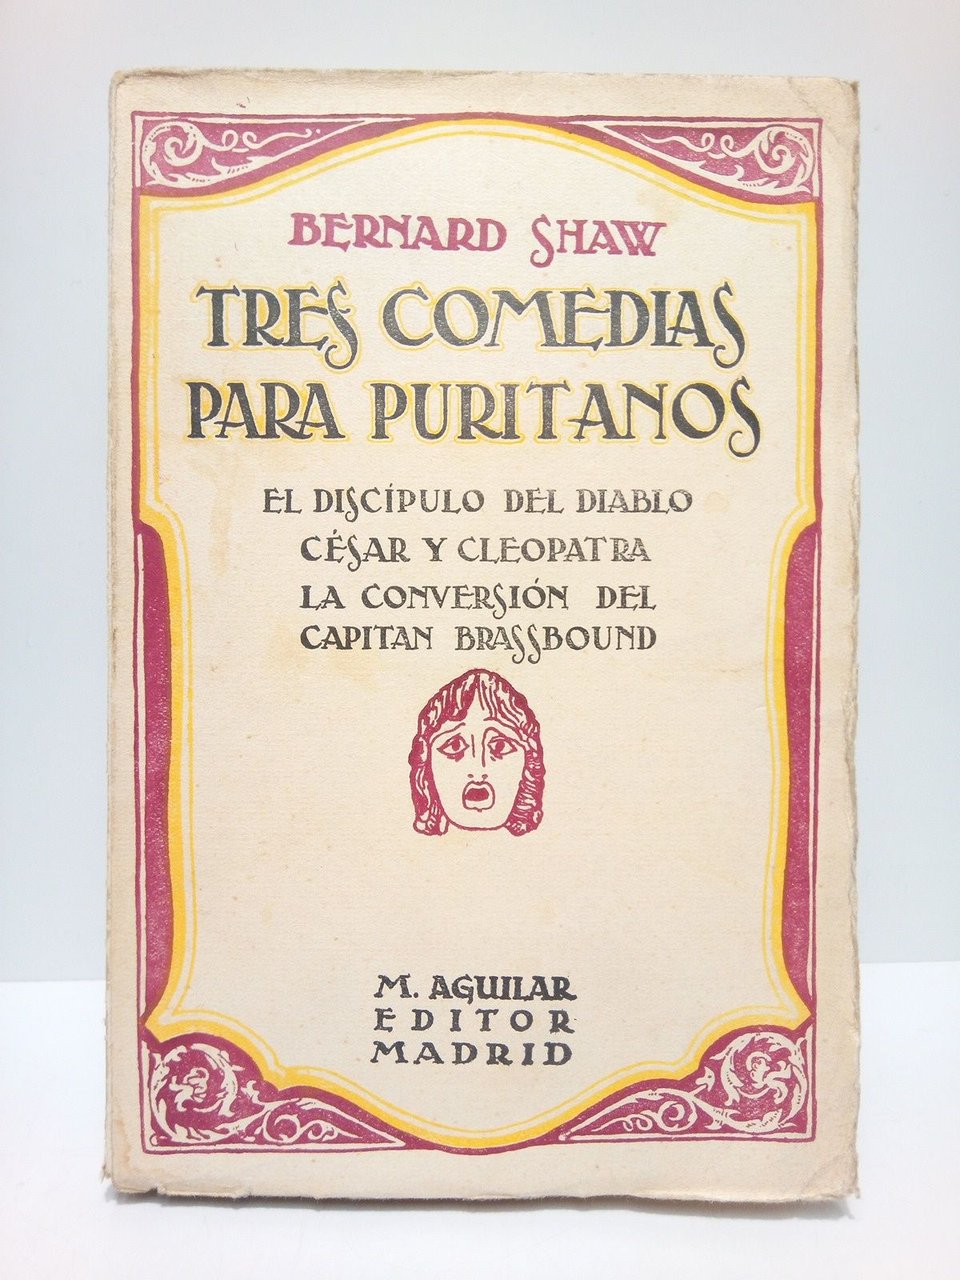 BERNARD SHAW
TRES COMEDIAS
PARA PURITANOS
EL DISCÍPULO DEL DIABLO
CÉSAR Y CLEOPATRA
LA CONVERSIÓN DEL
CAPITAN BRASSBOUND
M. AGUILAR
EDITOR
MADRID